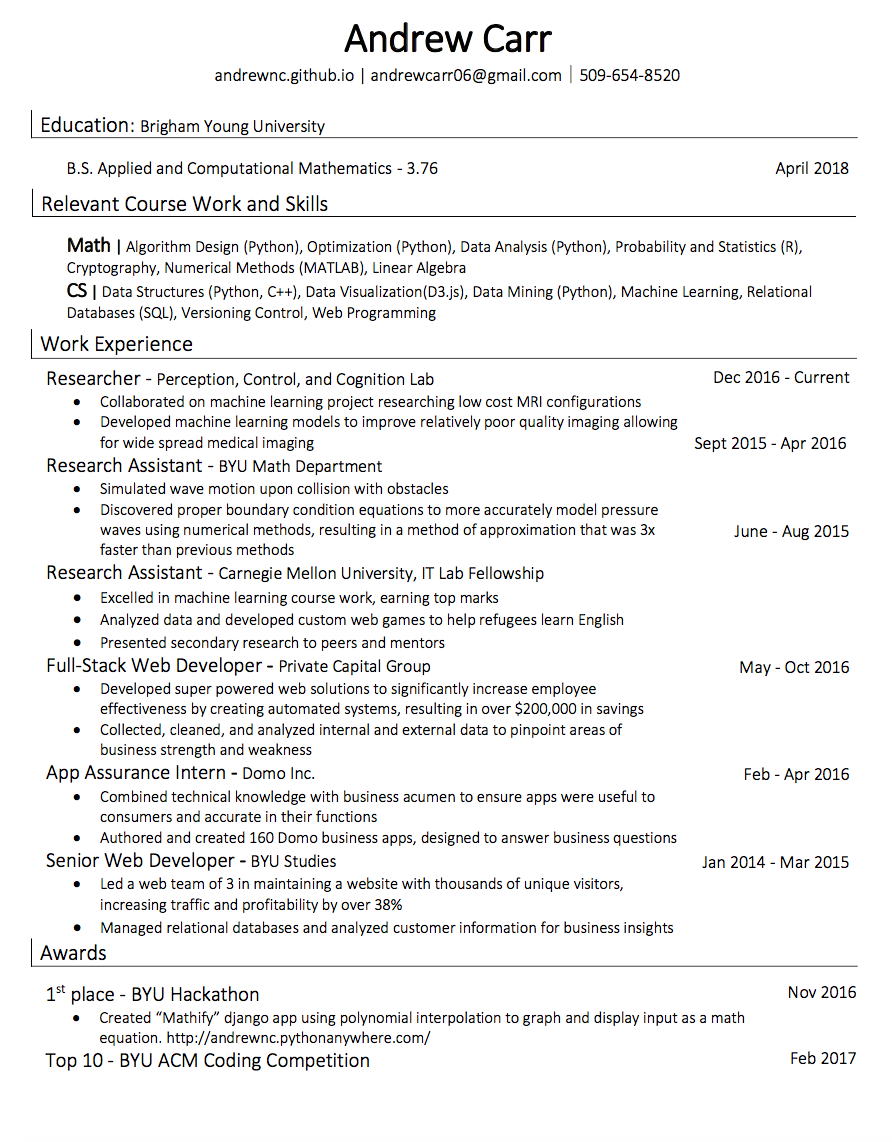 Andrew Carr
andrewnc.github.io | andrewcarr06@gmail.com | 509-654-8520
Education: Brigham Young University
B.S. Applied and Computational Mathematics - 3.76 April 2018
Relevant Course Work and Skills
Math | Algorithm Design (Python), Optimization (Python), Data Analysis (Python), Probability and Statistics (R),
Cryptography, Numerical Methods (MATLAB), Linear Algebra
CS | Data Structures (Python, C++), Data Visualization(D3.js), Data Mining (Python), Machine Learning, Relational
Databases (SQL), Versioning Control, Web Programming
Work Experience
Researcher - Perception, Control, and Cognition Lab Dec 2016 - Current
• Collaborated on machine learning project researching low cost MRI configurations
• Developed machine learning models to improve relatively poor quality imaging allowing
for wide spread medical imaging Sept 2015 - Apr 2016
Research Assistant - BYU Math Department
• Simulated wave motion upon collision with obstacles
• Discovered proper boundary condition equations to more accurately model pressure
waves using numerical methods, resulting in a method of approximation that was 3x June - Aug 2015
faster than previous methods
Research Assistant - Carnegie Mellon University, IT Lab Fellowship
• Excelled in machine learning course work, earning top marks
• Analyzed data and developed custom web games to help refugees learn English
• Presented secondary research to peers and mentors
Full-Stack Web Developer - Private Capital Group May - Oct 2016
• Developed super powered web solutions to significantly increase employee
effectiveness by creating automated systems, resulting in over $200,000 in savings
• Collected, cleaned, and analyzed internal and external data to pinpoint areas of
business strength and weakness
App Assurance Intern - Domo Inc. Feb - Apr 2016
• Combined technical knowledge with business acumen to ensure apps were useful to
consumers and accurate in their functions
• Authored and created 160 Domo business apps, designed to answer business questions
Senior Web Developer - BYU Studies Jan 2014 - Mar 2015
• Led a web team of 3 in maintaining a website with thousands of unique visitors,
increasing traffic and profitability by over 38%
• Managed relational databases and analyzed customer information for business insights
Awards
1st place - BYU Hackathon Nov 2016
• Created “Mathify” django app using polynomial interpolation to graph and display input as a math
equation. http://andrewnc.pythonanywhere.com/
Top 10 - BYU ACM Coding Competition Feb 2017